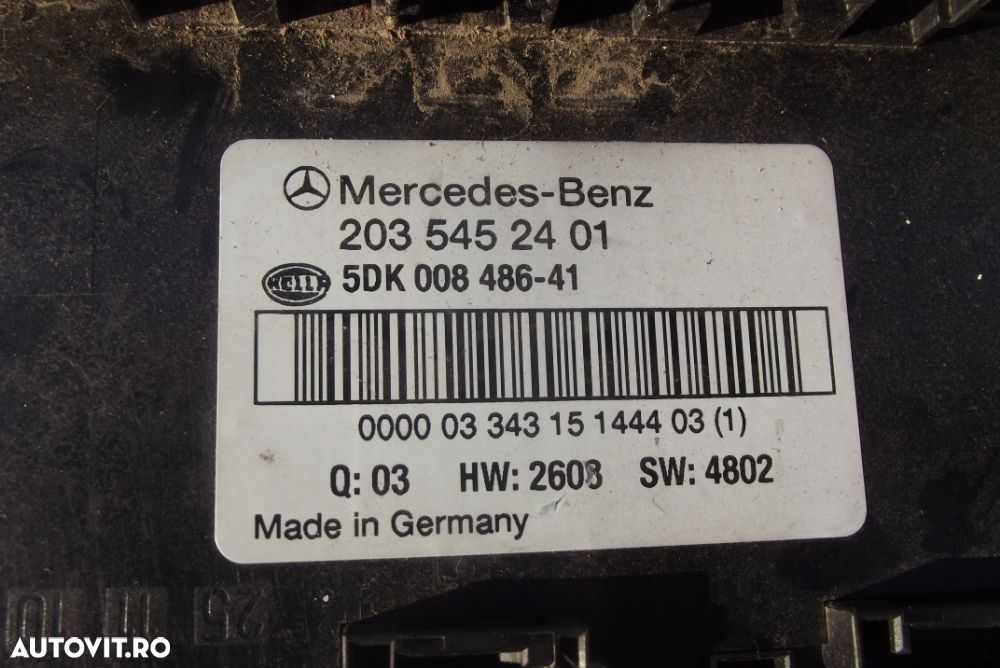 Mercedes-Benz
203 545 24 01
HELLA 5DK 008 486-41
0000 03 343 15 1444 03 (1)
Q: 03 HW: 2608 SW: 4802
Made in Germany
25
AUTOVIT.RO